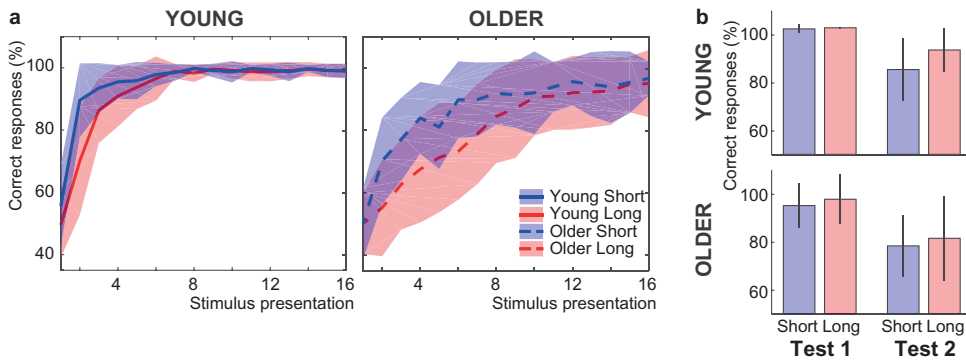 a
YOUNG
OLDER
Correct responses (%)
100
80
60
40
4
8
12
16
Stimulus presentation
4
8
12
16
Stimulus presentation
Young Short
Young Long
Older Short
Older Long
b
YOUNG
OLDER
Correct responses (%)
100
80
60
100
80
60
Short Long
Short Long
Test 1
Test 2